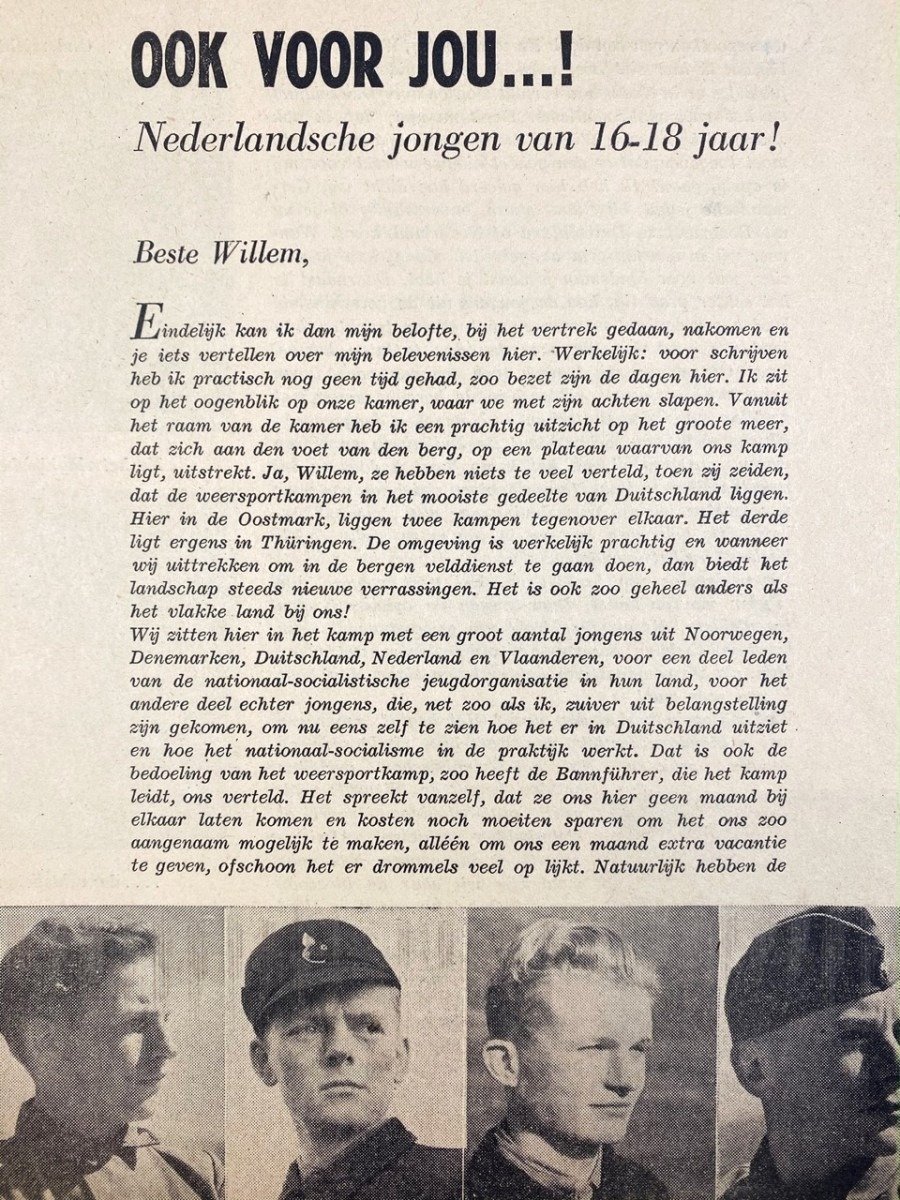 OOK VOOR JOU...!
Nederlandsche jongen van 16-18 jaar!
Beste Willem,
Eindelijk kan ik dan mijn belofte, bij het vertrek gedaan, nakomen en
je iets vertellen over mijn belevenissen hier. Werkelijk: voor schrijven
heb ik practisch nog geen tijd gehad, zoo bezet zijn de dagen hier. Ik zit
op het oogenblik op onze kamer, waar we met zijn achten slapen. Vanuit
het raam van de kamer heb ik een prachtig uitzicht op het groote meer,
dat zich aan den voet van den berg, op een plateau waarvan ons kamp
ligt, uitstrekt. Ja, Willem, ze hebben niets te veel verteld, toen zij zeiden,
dat de weersportkampen in het mooiste gedeelte van Duitschland liggen.
Hier in de Oostmark, liggen twee kampen tegenover elkaar. Het derde
ligt ergens in Thüringen. De omgeving is werkelijk prachtig en wanneer
wij uittrekken om in de bergen velddienst te gaan doen, dan biedt het
landschap steeds nieuwe verrassingen. Het is ook zoo geheel anders als
het vlakke land bij ons!
Wij zitten hier in het kamp met een groot aantal jongens uit Noorwegen,
Denemarken, Duitschland, Nederland en Vlaanderen, voor een deel leden
van de nationaal-socialistische jeugdorganisatie in hun land, voor het
andere deel echter jongens, die, net zoo als ik, zuiver uit belangstelling
zijn gekomen, om nu eens zelf te zien hoe het er in Duitschland uitziet
en hoe het nationaal-socialisme in de praktijk werkt. Dat is ook de
bedoeling van het weersportkamp, zoo heeft de Bannführer, die het kamp
leidt, ons verteld. Het spreekt vanzelf, dat ze ons hier geen maand bij
elkaar laten komen en kosten noch moeiten sparen om het ons zoo
aangenaam mogelijk te maken, alléén om ons een maand extra vacantie
te geven, ofschoon het er drommels veel op lijkt. Natuurlijk hebben de